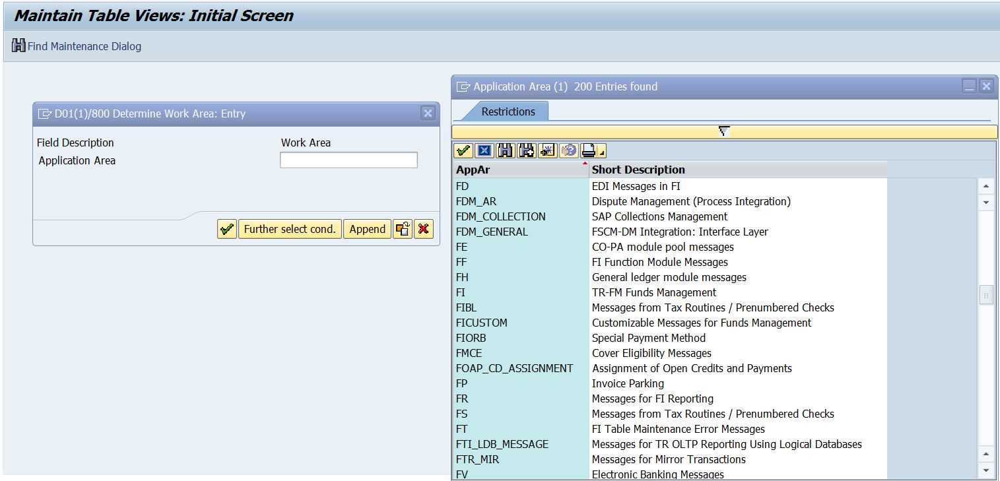 Maintain Table Views: Initial Screen
Find Maintenance Dialog
D01(1)/800 Determine Work Area: Entry
Field Description Work Area
Application Area
Further select cond. Append
Application Area (1) 200 Entries found
Restrictions
AppAr Short Description
FD EDI Messages in FI
FDM_AR Dispute Management (Process Integration)
FDM_COLLECTION SAP Collections Management
FDM_GENERAL FSCM-DM Integration: Interface Layer
FE CO-PA module pool messages
FF FI Function Module Messages
FH General ledger module messages
FI TR-FM Funds Management
FIBL Messages from Tax Routines / Prenumbered Checks
FICUSTOM Customizable Messages for Funds Management
FIORB Special Payment Method
FMCE Cover Eligibility Messages
FOAP_CD_ASSIGNMENT Assignment of Open Credits and Payments
FP Invoice Parking
FR Messages for FI Reporting
FS Messages from Tax Routines / Prenumbered Checks
FT FI Table Maintenance Error Messages
FTI_LDB_MESSAGE Messages for TR OLTP Reporting Using Logical Databases
FTR_MIR Messages for Mirror Transactions
FV Electronic Banking Messages